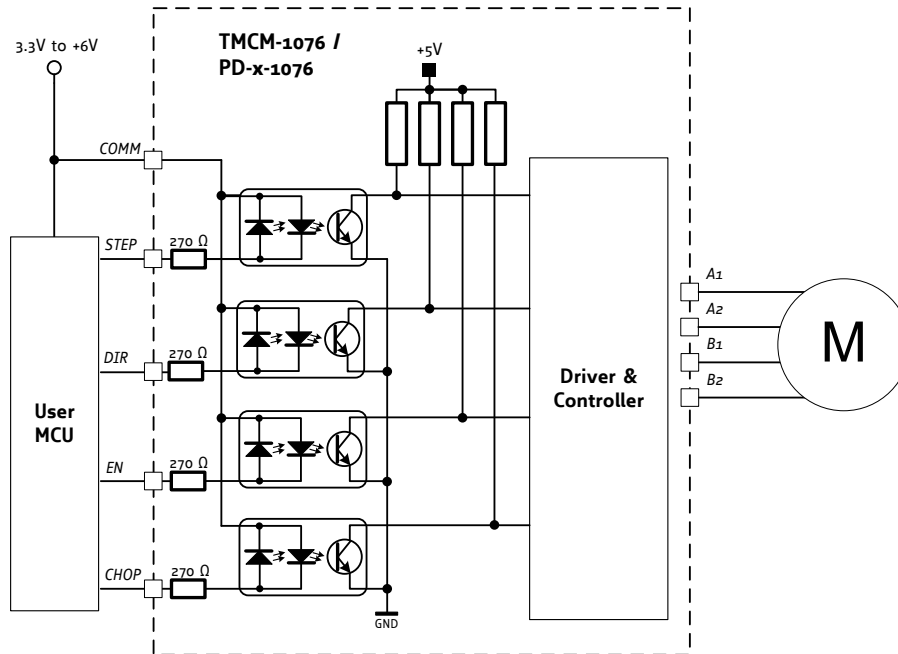 3.3V to +6V
TMCM-1076 /
PD-x-1076
+5V
COMM
STEP
270 Ω
DIR
270 Ω
User
MCU
EN
270 Ω
CHOP
270 Ω
GND
Driver &
Controller
A1
A2
B1
B2
M